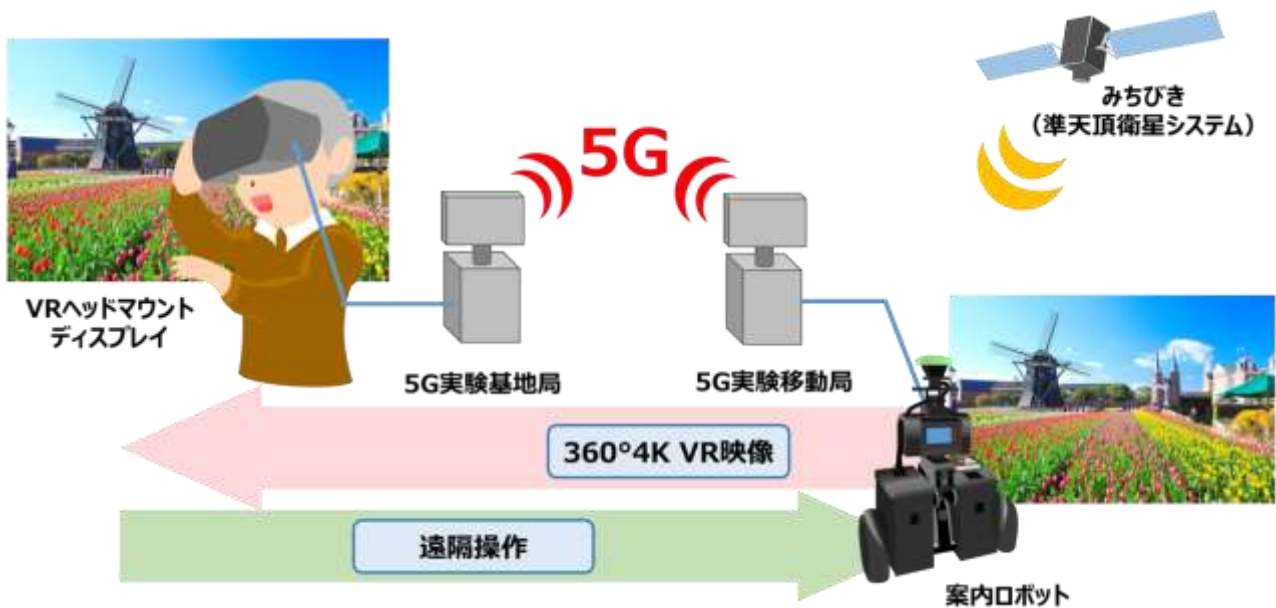 みちびき
（準天頂衛星システム）
5G
VRヘッドマウント
ディスプレイ
5G実験基地局
5G実験移動局
360°4K VR映像
遠隔操作
案内ロボット